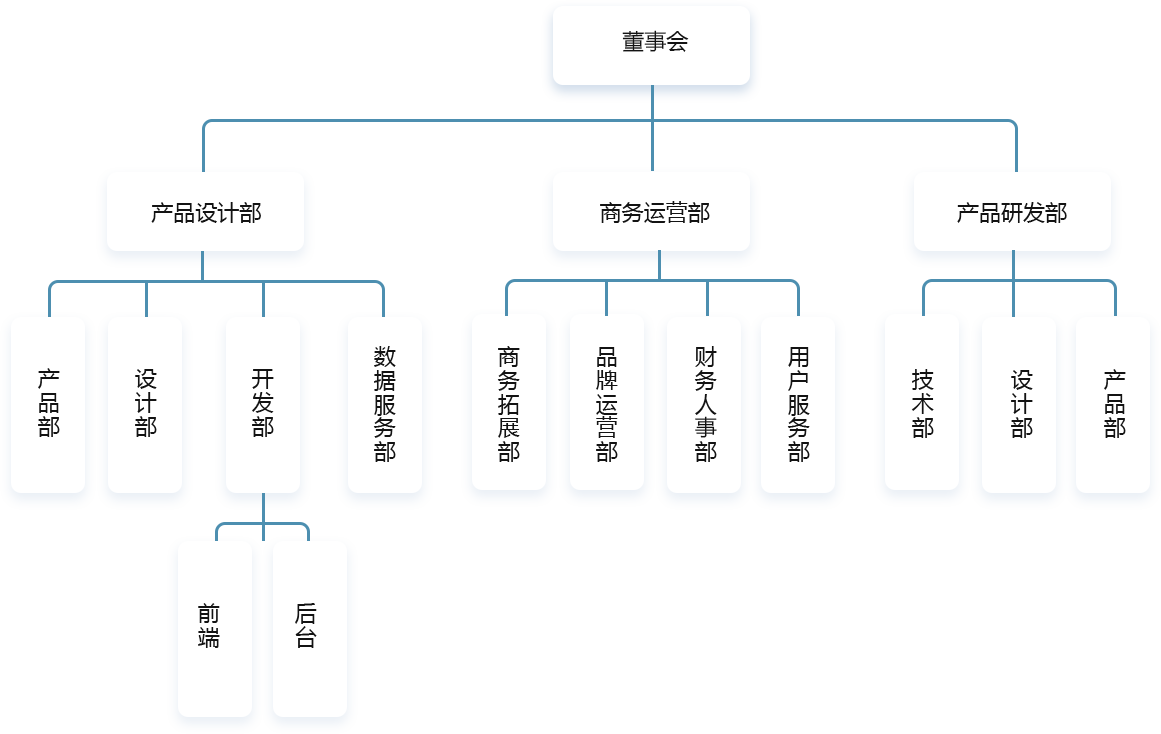 董事会
产品设计部
商务运营部
产品研发部
产品部
设计部
开发部
数据服务部
商务拓展部
品牌运营部
财务人事部
用户服务部
技术部
设计部
产品部
前端
后台